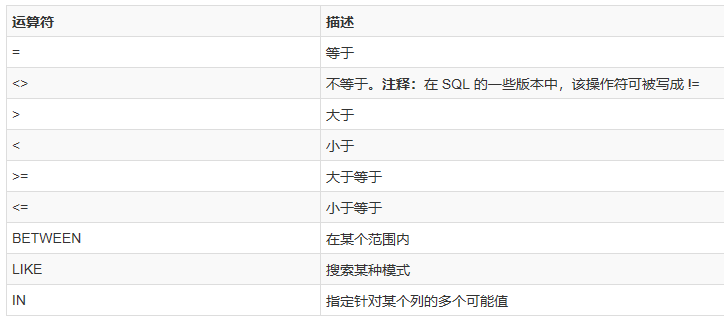 运算符 描述
= 等于
<> 不等于。注释：在 SQL 的一些版本中，该操作符可被写成 !=
> 大于
< 小于
>= 大于等于
<= 小于等于
BETWEEN 在某个范围内
LIKE 搜索某种模式
IN 指定针对某个列的多个可能值